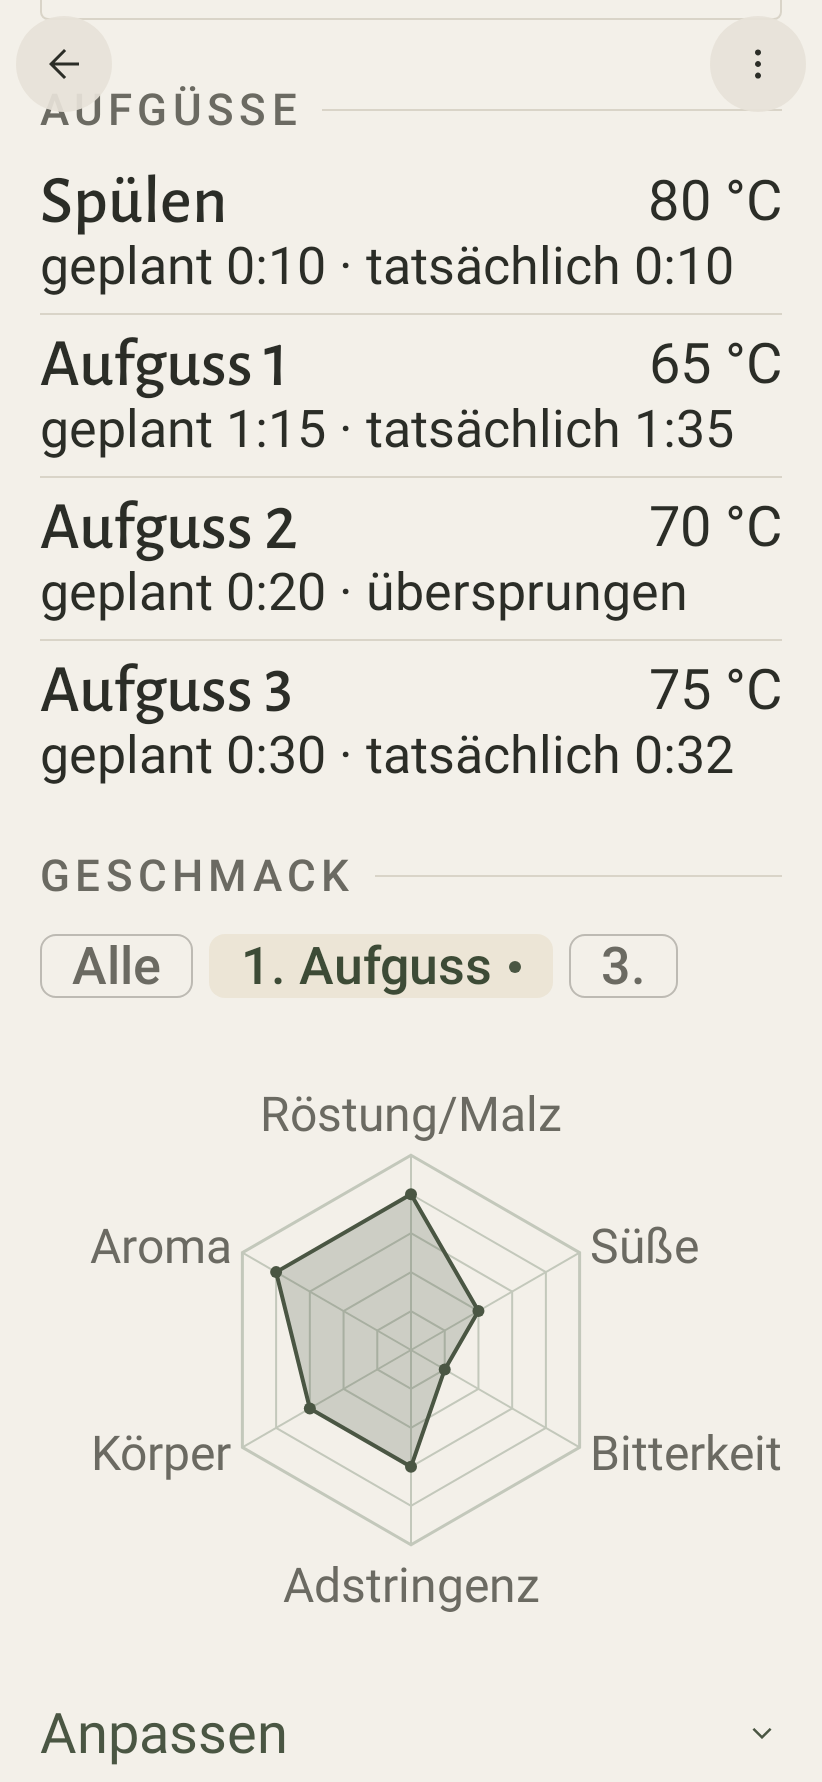 AUFGÜSSE
Spülen 80 °C
geplant 0:10 · tatsächlich 0:10
Aufguss 1 65 °C
geplant 1:15 · tatsächlich 1:35
Aufguss 2 70 °C
geplant 0:20 · übersprungen
Aufguss 3 75 °C
geplant 0:30 · tatsächlich 0:32
GESCHMACK
Alle 1. Aufguss • 3.
Röstung/Malz
Aroma Süße
Körper Bitterkeit
Adstringenz
Anpassen